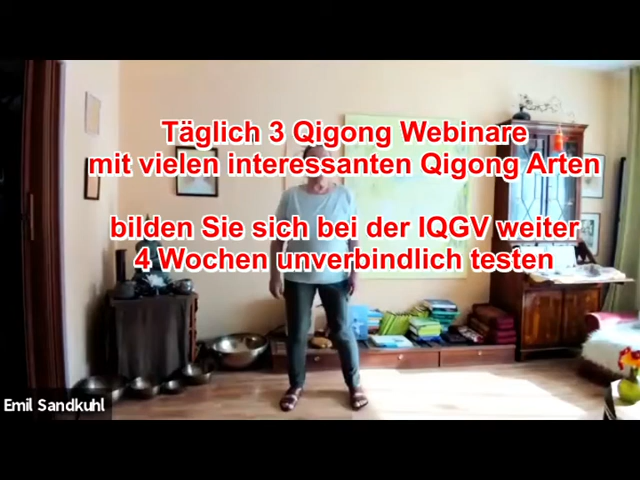 Täglich 3 Qigong Webinare
mit vielen interessanten Qigong Arten
bilden Sie sich bei der IQGV weiter
4 Wochen unverbindlich testen
Emil Sandkuhl